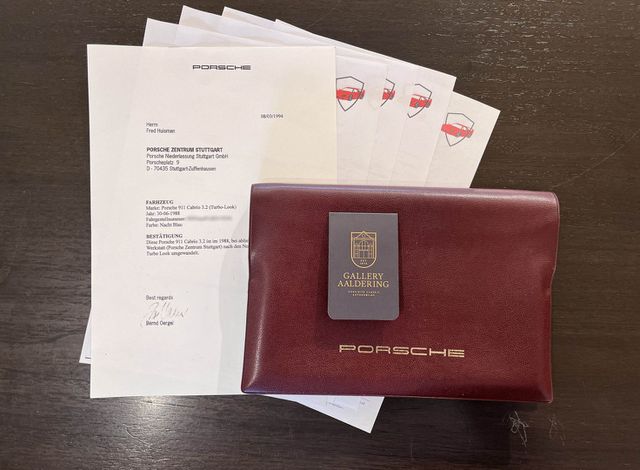 PORSCHE
08/03/1994
Herrn
Fred Huisman
PORSCHE ZENTRUM STUTTGART
Porsche Niederlassung Stuttgart GmbH
Porscheplatz 9
D - 70435 Stuttgart-Zuffenhausen
FAHRZEUG
Marke: Porsche 911 Cabrio 3.2 (Turbo-Look)
Jahr: 30-06-1988
Fahrgestellnummer:
Farbe: Nacht Blau
BESTÄTIGUNG
Diese Porsche 911 Cabrio 3.2 ist im 1988, bei
Werkstatt (Porsche Zentrum Stuttgart) nach den
Turbo Look umgewandelt.
Best regards
Bernd Oergel
GALLERY
AALDERING
PORSCHE